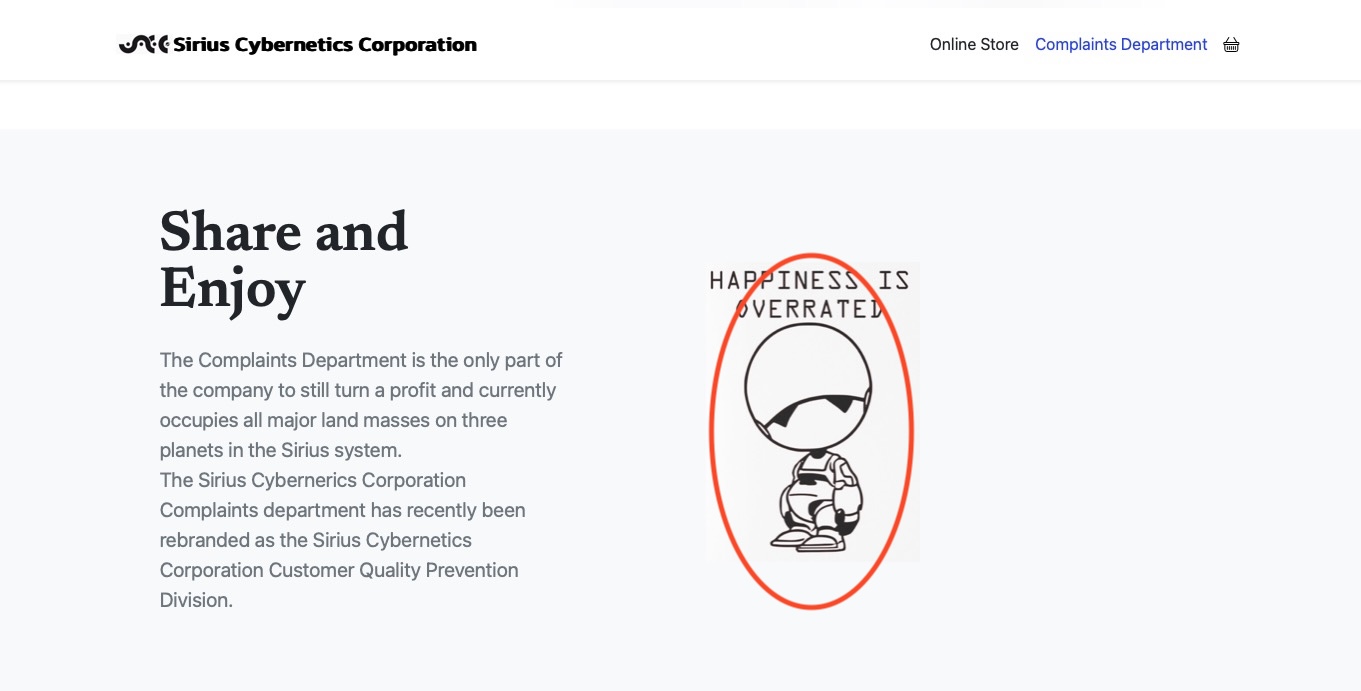 Sirius Cybernetics Corporation
Online Store
Complaints Department
Share and
Enjoy
The Complaints Department is the only part of
the company to still turn a profit and currently
occupies all major land masses on three
planets in the Sirius system.
The Sirius Cybernerics Corporation
Complaints department has recently been
rebranded as the Sirius Cybernetics
Corporation Customer Quality Prevention
Division.
HAPPINESS IS
OVERRATED